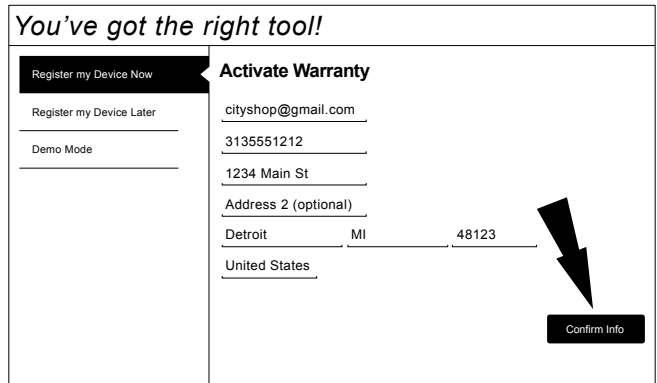 You've got the right tool!
Register my Device Now
Register my Device Later
Demo Mode
Activate Warranty
cityshop@gmail.com
3135551212
1234 Main St
Address 2 (optional)
Detroit MI 48123
United States
Confirm Info